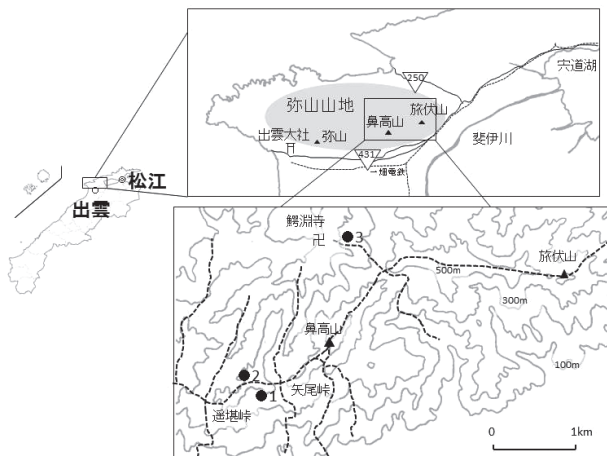 松江
出雲
250
宍道湖
弥山山地
旅伏山
鼻高山
出雲大社
弥山
斐伊川
431
一畑電鉄
鰐淵寺
卍
3
旅伏山
500m
300m
鼻高山
100m
2
矢尾峠
1
遥堪峠
0 1km